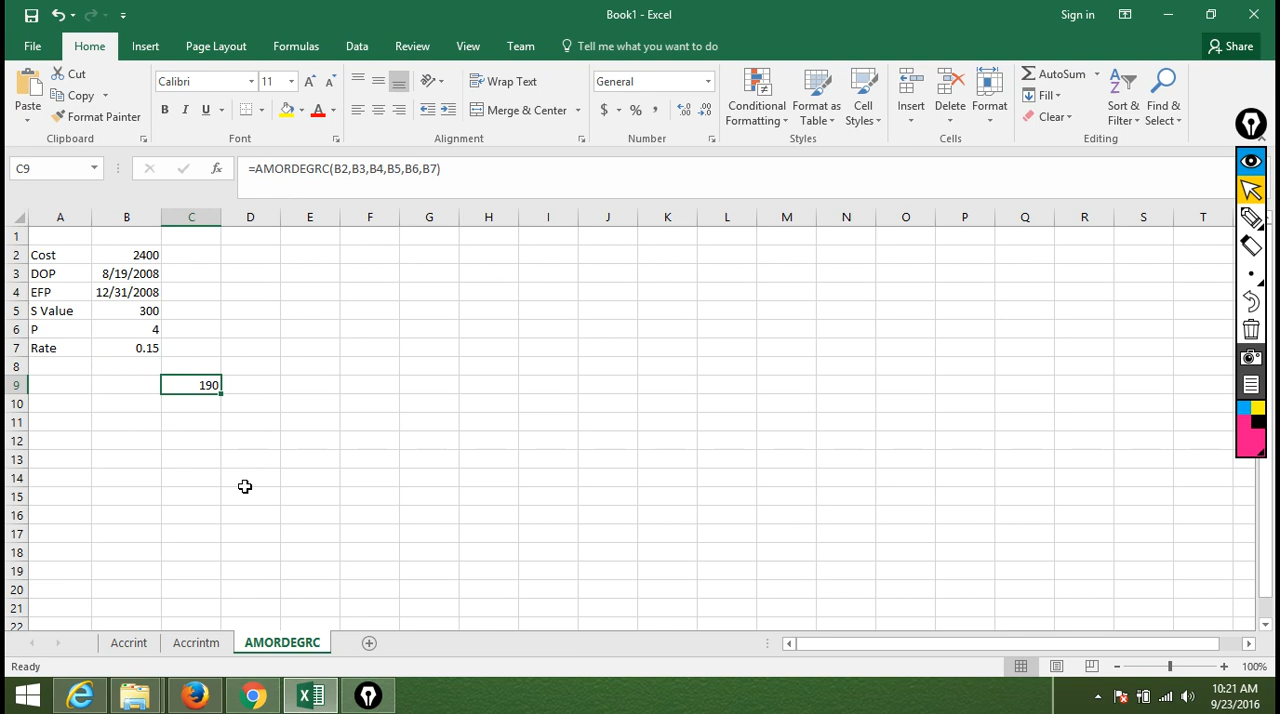 Book1 - Excel
Sign in
File Home Insert Page Layout Formulas Data Review View Team Tell me what you want to do Share
Paste
Cut
Copy
Format Painter
Clipboard
Calibri 11
B I U
Font
Wrap Text
Merge & Center
Alignment
General
$ % ,
Number
Conditional Formatting
Format as Table
Cell Styles
Styles
Insert Delete Format
Cells
AutoSum
Fill
Clear
Sort & Filter
Find & Select
Editing
C9 fx =AMORDEGRC(B2,B3,B4,B5,B6,B7)
A B C D E F G H I J K L M N O P Q R S T
1
2 Cost 2400
3 DOP 8/19/2008
4 EFP 12/31/2008
5 S Value 300
6 P 4
7 Rate 0.15
8
9 190
10
11
12
13
14
15
16
17
18
19
20
21
22
Accrint Accrintm AMORDEGRC
Ready 100%
10:21 AM
9/23/2016